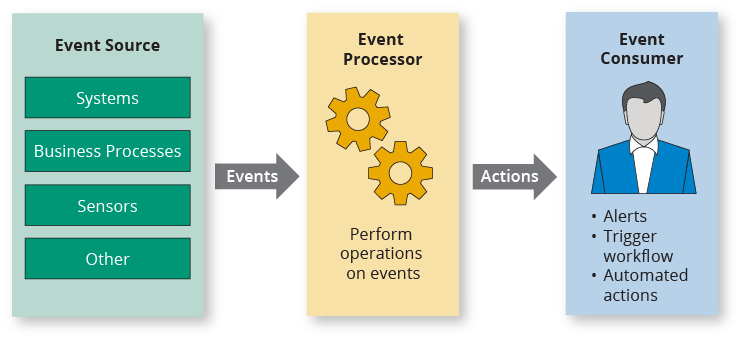 Event Source
Systems
Business Processes
Sensors
Other
Events
Event
Processor
Perform
operations
on events
Actions
Event
Consumer
• Alerts
• Trigger
workflow
• Automated
actions